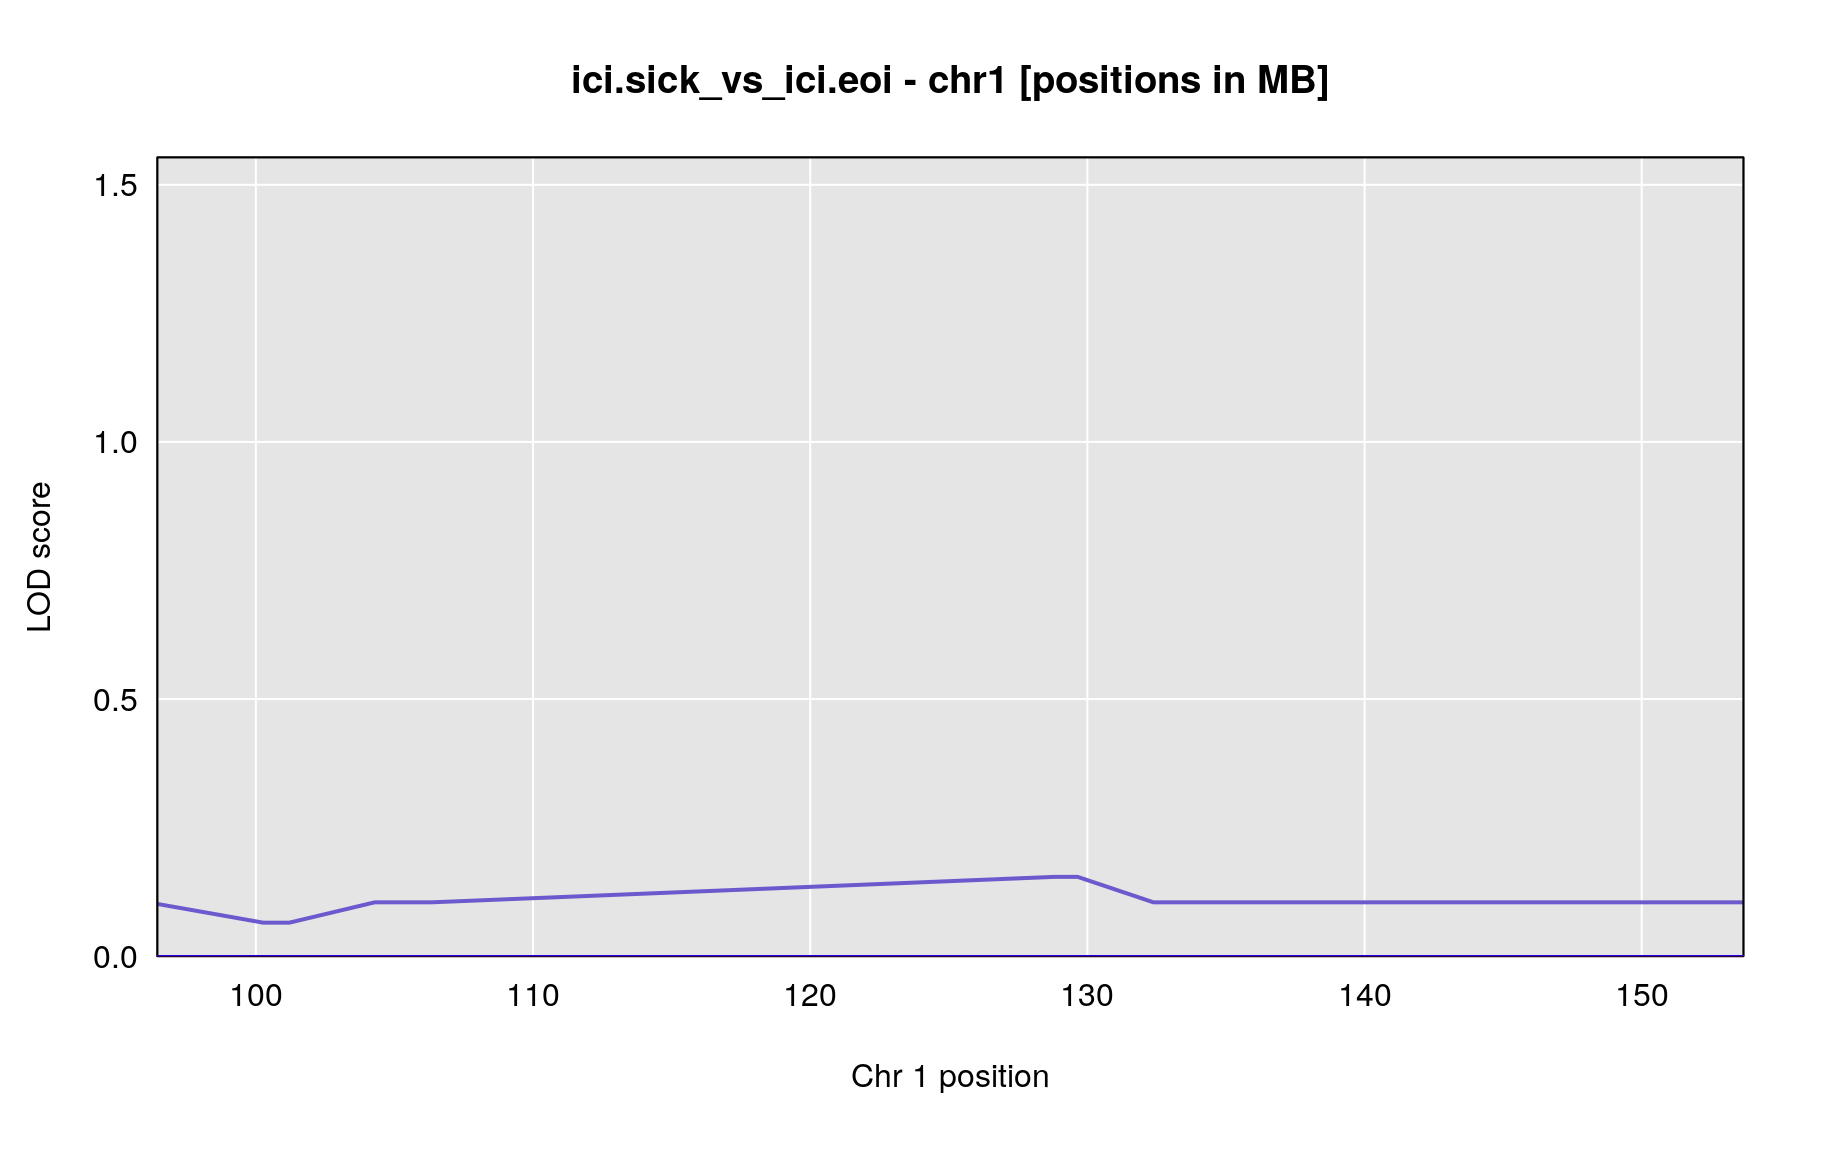 ici.sick_vs_ici.eoi - chr1 [positions in MB]
1.5
1.0
0.5
0.0
LOD score
100 110 120 130 140 150
Chr 1 position